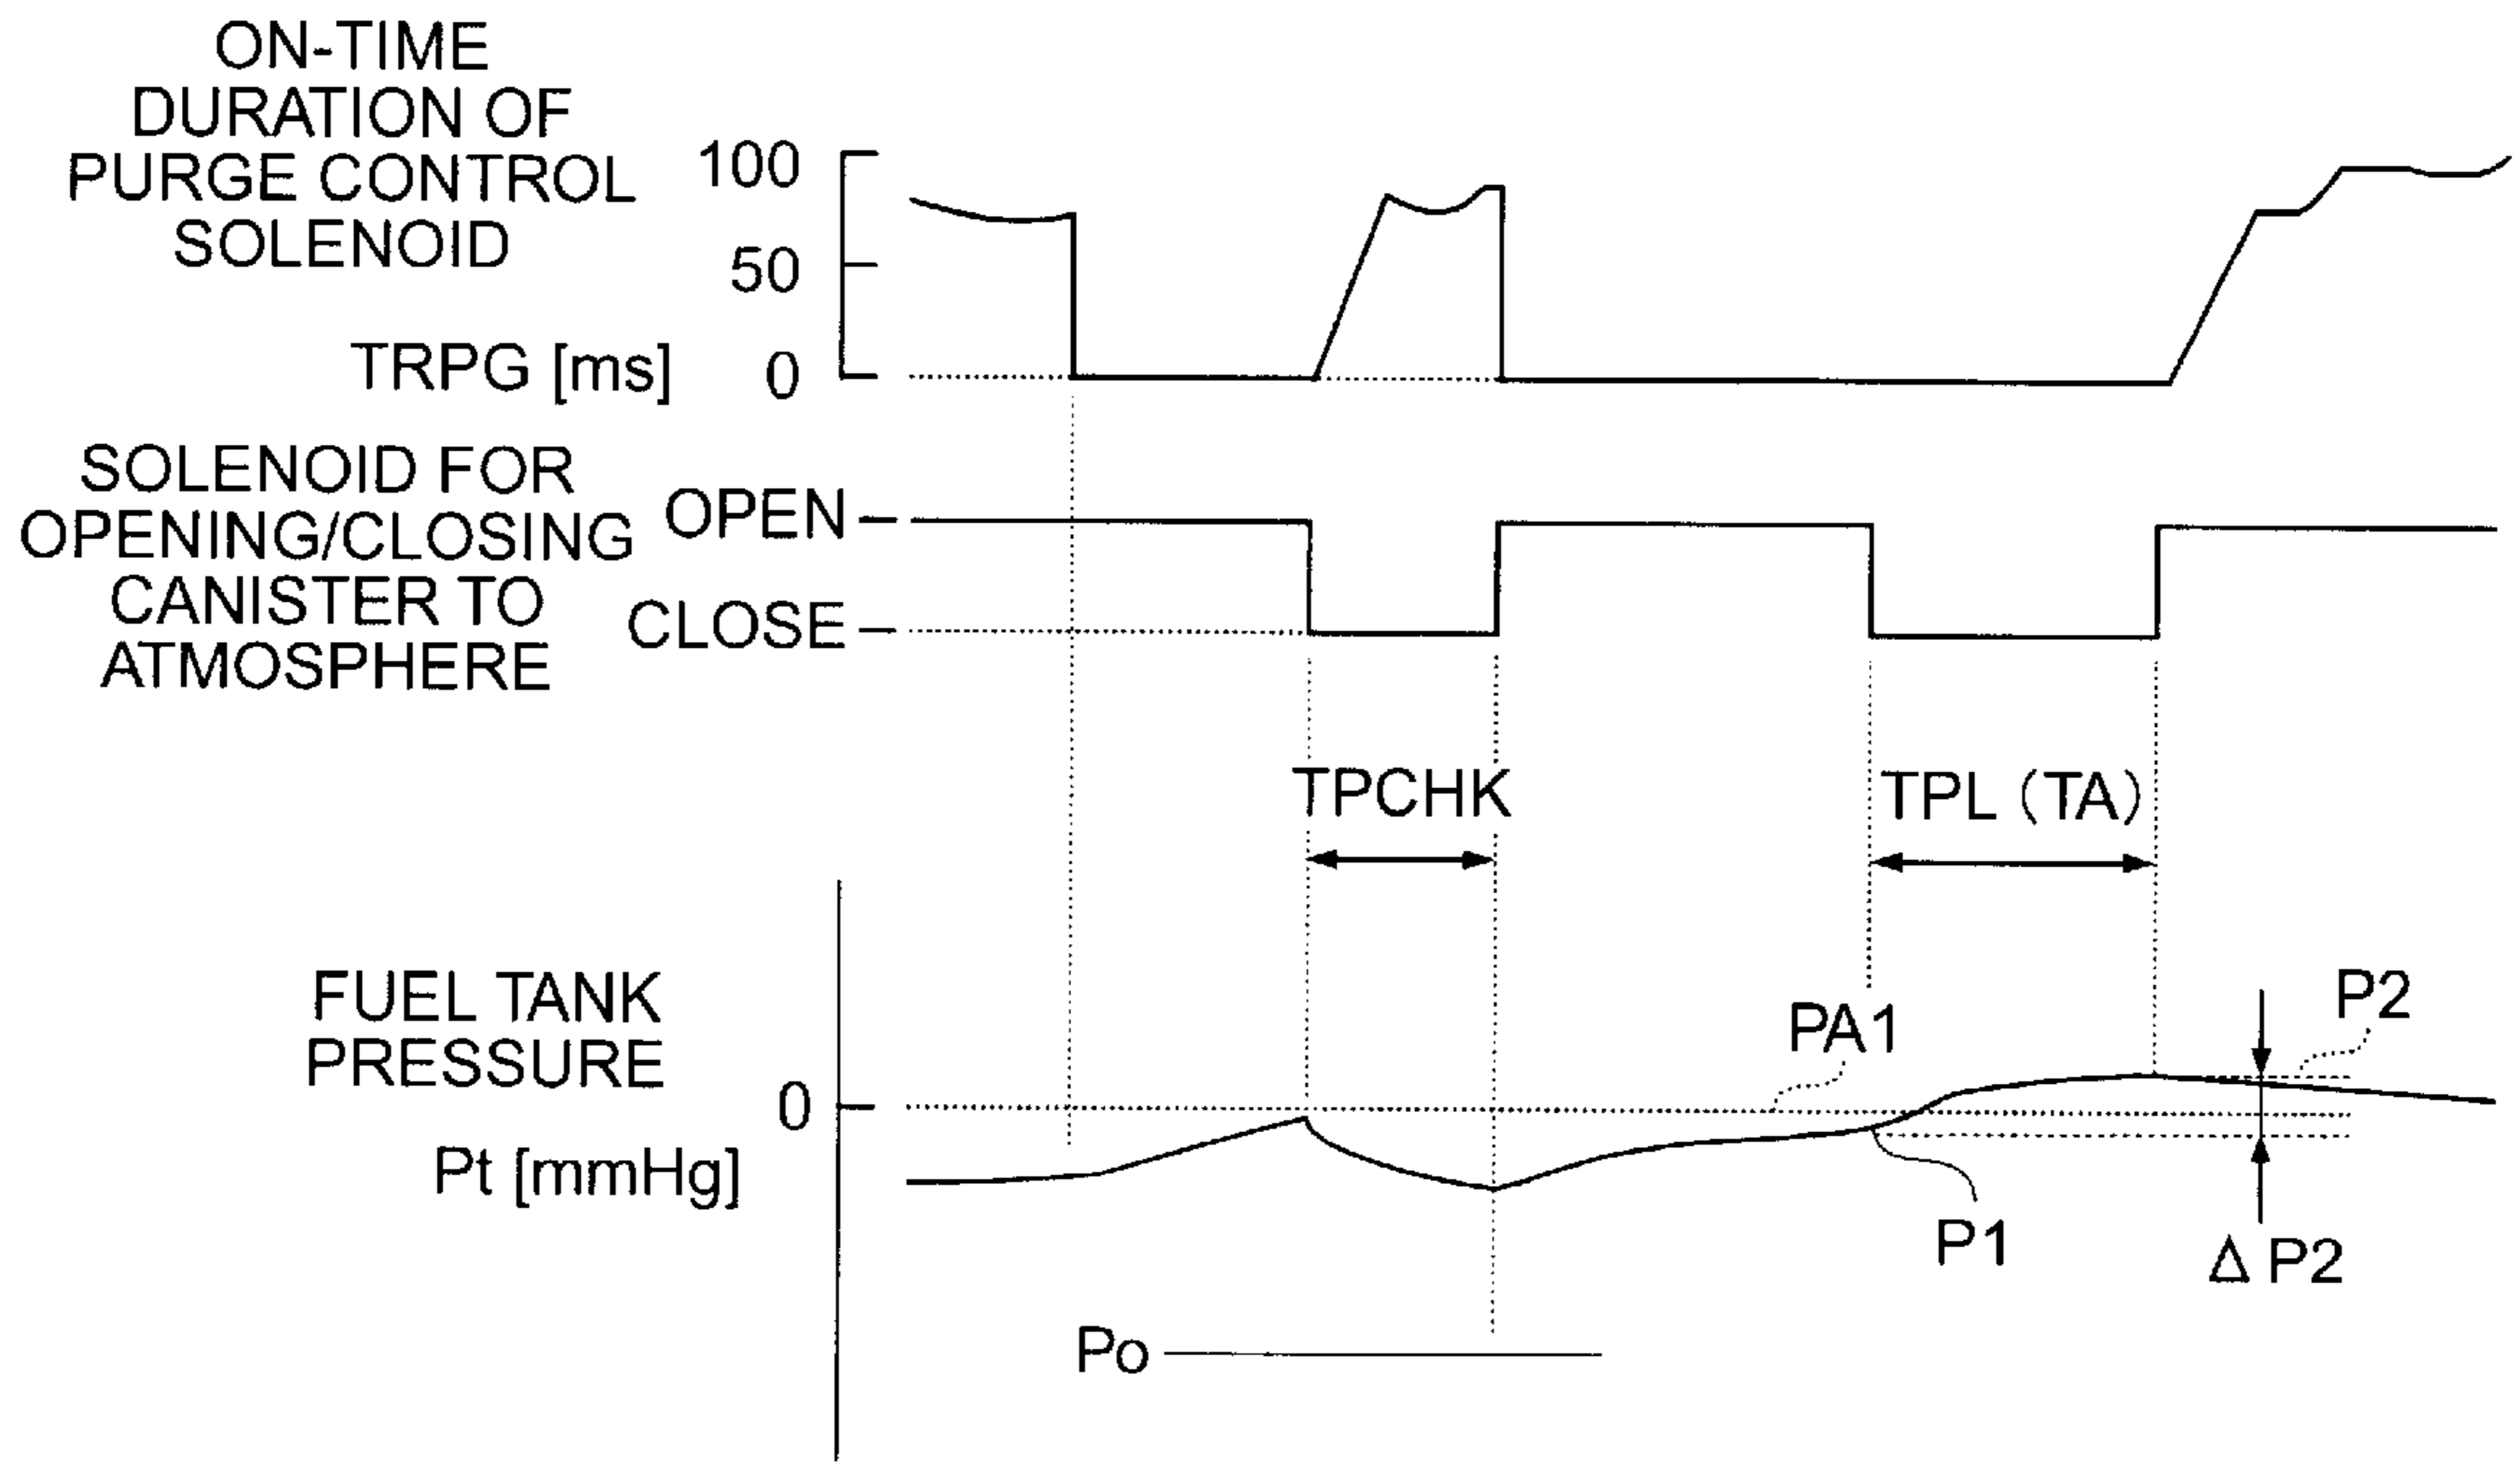 ON-TIME
DURATION OF
PURGE CONTROL
SOLENOID
TRPG [ms]
100
50
0
SOLENOID FOR
OPENING/CLOSING
CANISTER TO
ATMOSPHERE
OPEN
CLOSE
TPCHK
TPL (TA)
FUEL TANK
PRESSURE
Pt [mmHg]
0
PA1
P2
P1
Δ P2
Po